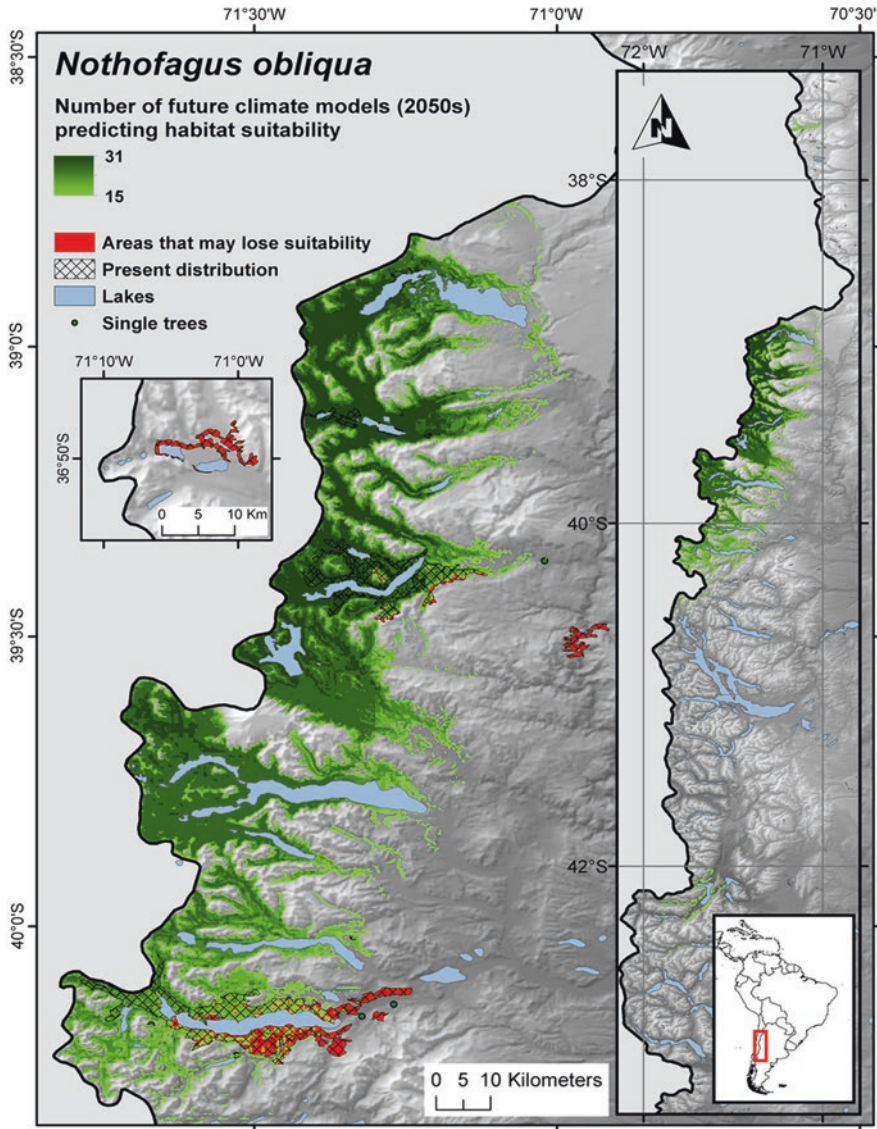 71°30'W
71°0'W
70°30'W
38°30'S
39°0'S
39°30'S
40°0'S
Nothofagus obliqua
Number of future climate models (2050s)
predicting habitat suitability
31
15
Areas that may lose suitability
Present distribution
Lakes
Single trees
71°10'W
71°0'W
36°50'S
0 5 10 Km
0 5 10 Kilometers
72°W
71°W
N
38°S
40°S
42°S